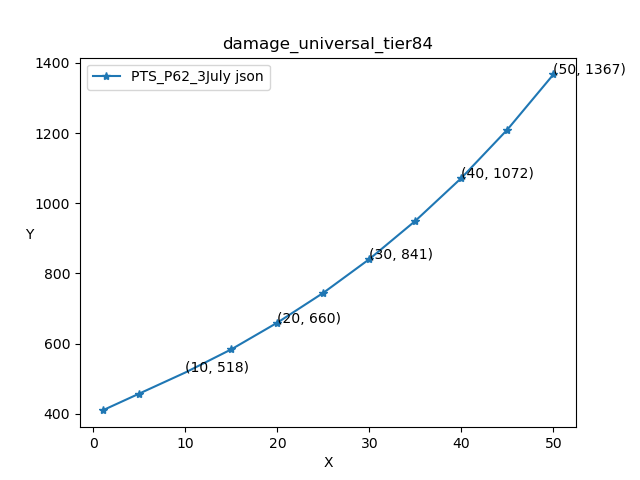 damage_universal_tier84
PTS_P62_3July json
(50, 1367)
(40, 1072)
(30, 841)
(20, 660)
(10, 518)
1400
1200
1000
800
600
400
Y
0 10 20 30 40 50
X